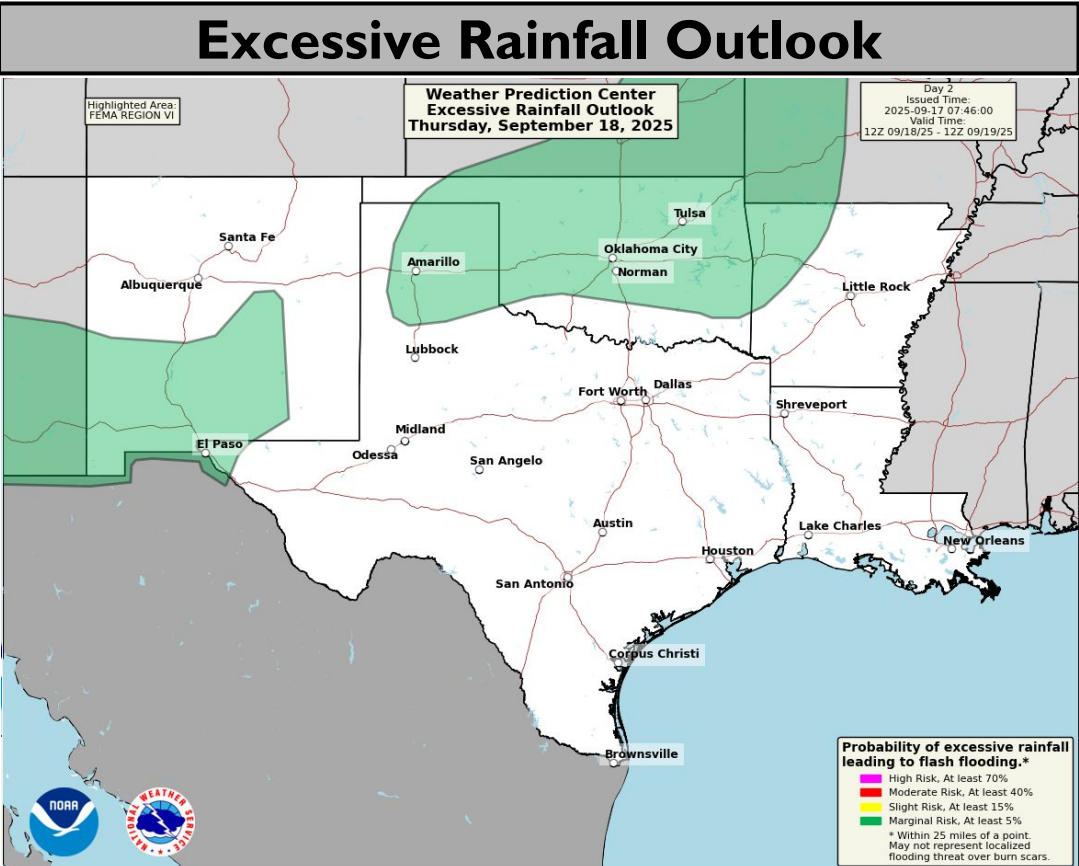 Excessive Rainfall Outlook
Highlighted Area:
FEMA REGION VI
Weather Prediction Center
Excessive Rainfall Outlook
Thursday, September 18, 2025
Day 2
Issued Time:
2025-09-17 07:46:00
Valid Time:
12Z 09/18/25 - 12Z 09/19/25
Tulsa
Santa Fe
Oklahoma City
Amarillo
Norman
Albuquerque
Little Rock
Lubbock
Fort Worth
Dallas
Shreveport
Midland
El Paso
Odessa
San Angelo
Austin
Lake Charles
New Orleans
Houston
San Antonio
Corpus Christi
Brownsville
Probability of excessive rainfall
leading to flash flooding.*
High Risk, At least 70%
Moderate Risk, At least 40%
Slight Risk, At least 15%
Marginal Risk, At least 5%
* Within 25 miles of a point.
May not represent localized
flooding threat over burn scars.
NOAA
NATIONAL WEATHER SERVICE